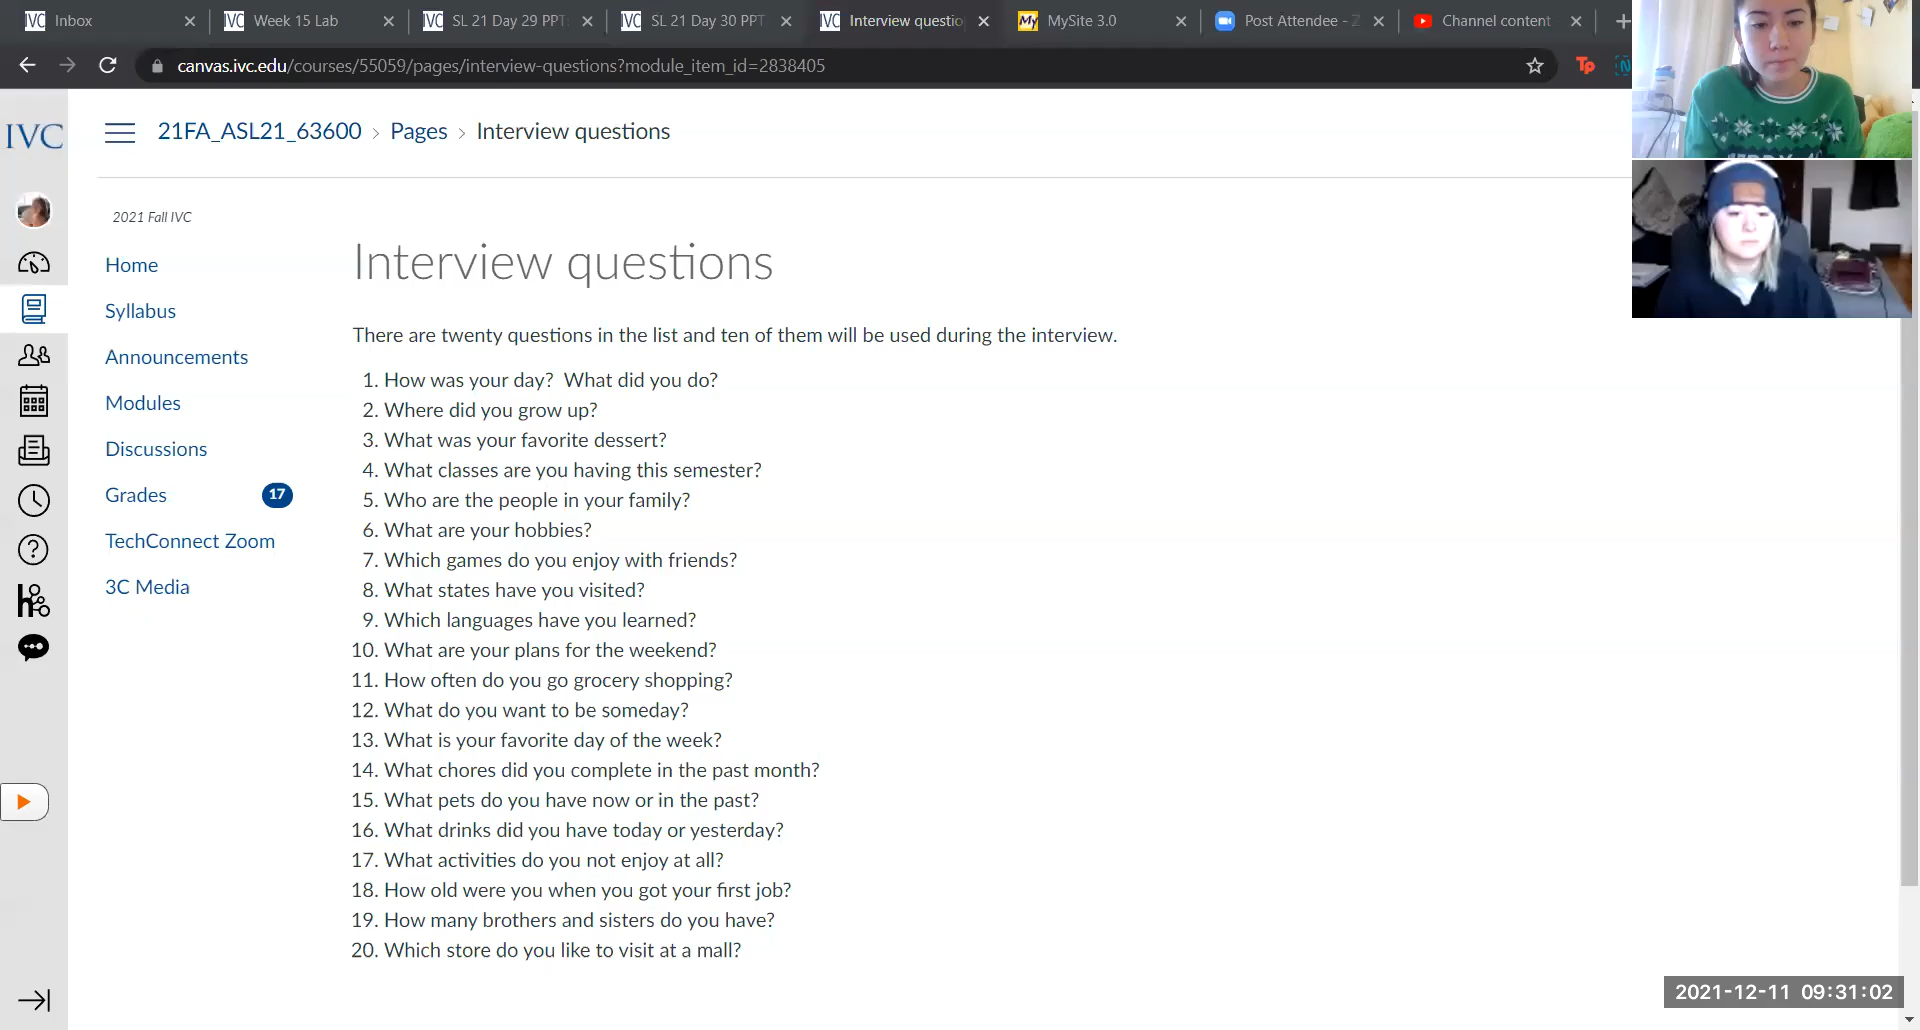 Inbox
Week 15 Lab
SL 21 Day 29 PPT
SL 21 Day 30 PPT
Interview questio
My MySite 3.0
Post Attendee - Z
Channel content
canvas.ivc.edu/courses/55059/pages/interview-questions?module_item_id=2838405
Tp
IVC
21FA_ASL21_63600 > Pages > Interview questions
2021 Fall IVC
Home
Syllabus
Announcements
Modules
Discussions
Grades 17
TechConnect Zoom
3C Media
Interview questions
There are twenty questions in the list and ten of them will be used during the interview.
1. How was your day? What did you do?
2. Where did you grow up?
3. What was your favorite dessert?
4. What classes are you having this semester?
5. Who are the people in your family?
6. What are your hobbies?
7. Which games do you enjoy with friends?
8. What states have you visited?
9. Which languages have you learned?
10. What are your plans for the weekend?
11. How often do you go grocery shopping?
12. What do you want to be someday?
13. What is your favorite day of the week?
14. What chores did you complete in the past month?
15. What pets do you have now or in the past?
16. What drinks did you have today or yesterday?
17. What activities do you not enjoy at all?
18. How old were you when you got your first job?
19. How many brothers and sisters do you have?
20. Which store do you like to visit at a mall?
2021-12-11 09:31:02